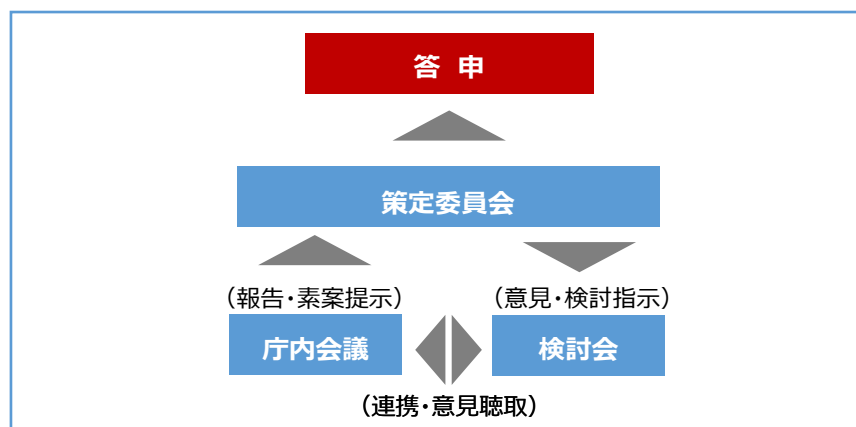 答 申
策定委員会
（報告・素案提示）
（意見・検討指示）
庁内会議
検討会
（連携・意見聴取）